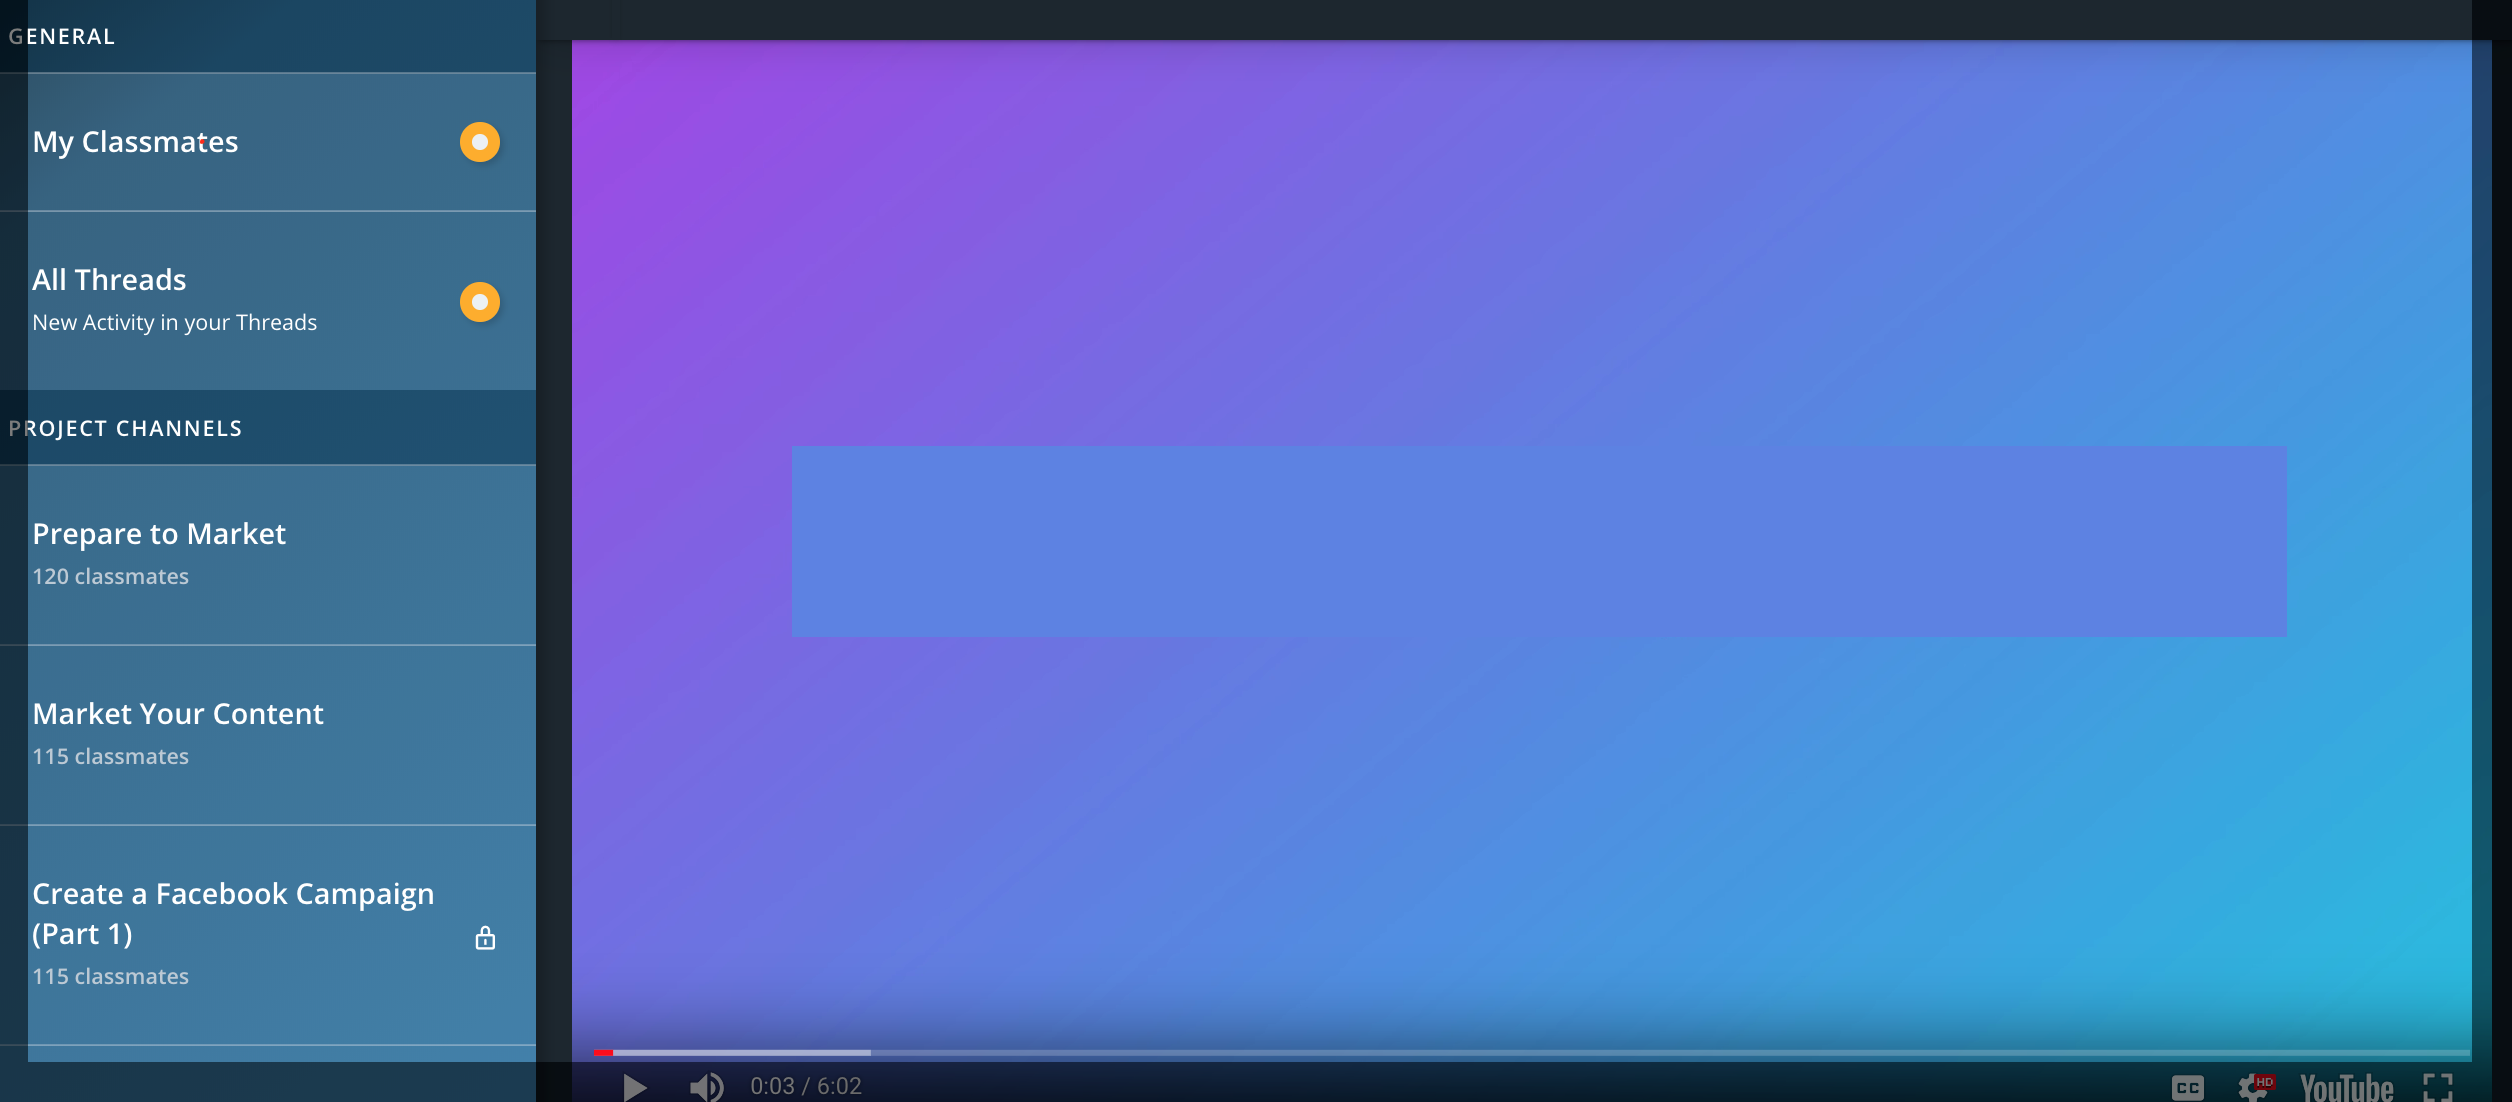 GENERAL
My Classmates
All Threads
New Activity in your Threads
PROJECT CHANNELS
Prepare to Market
120 classmates
Market Your Content
115 classmates
Create a Facebook Campaign
(Part 1)
115 classmates
0:03 / 6:02
CC
HD
YouTube